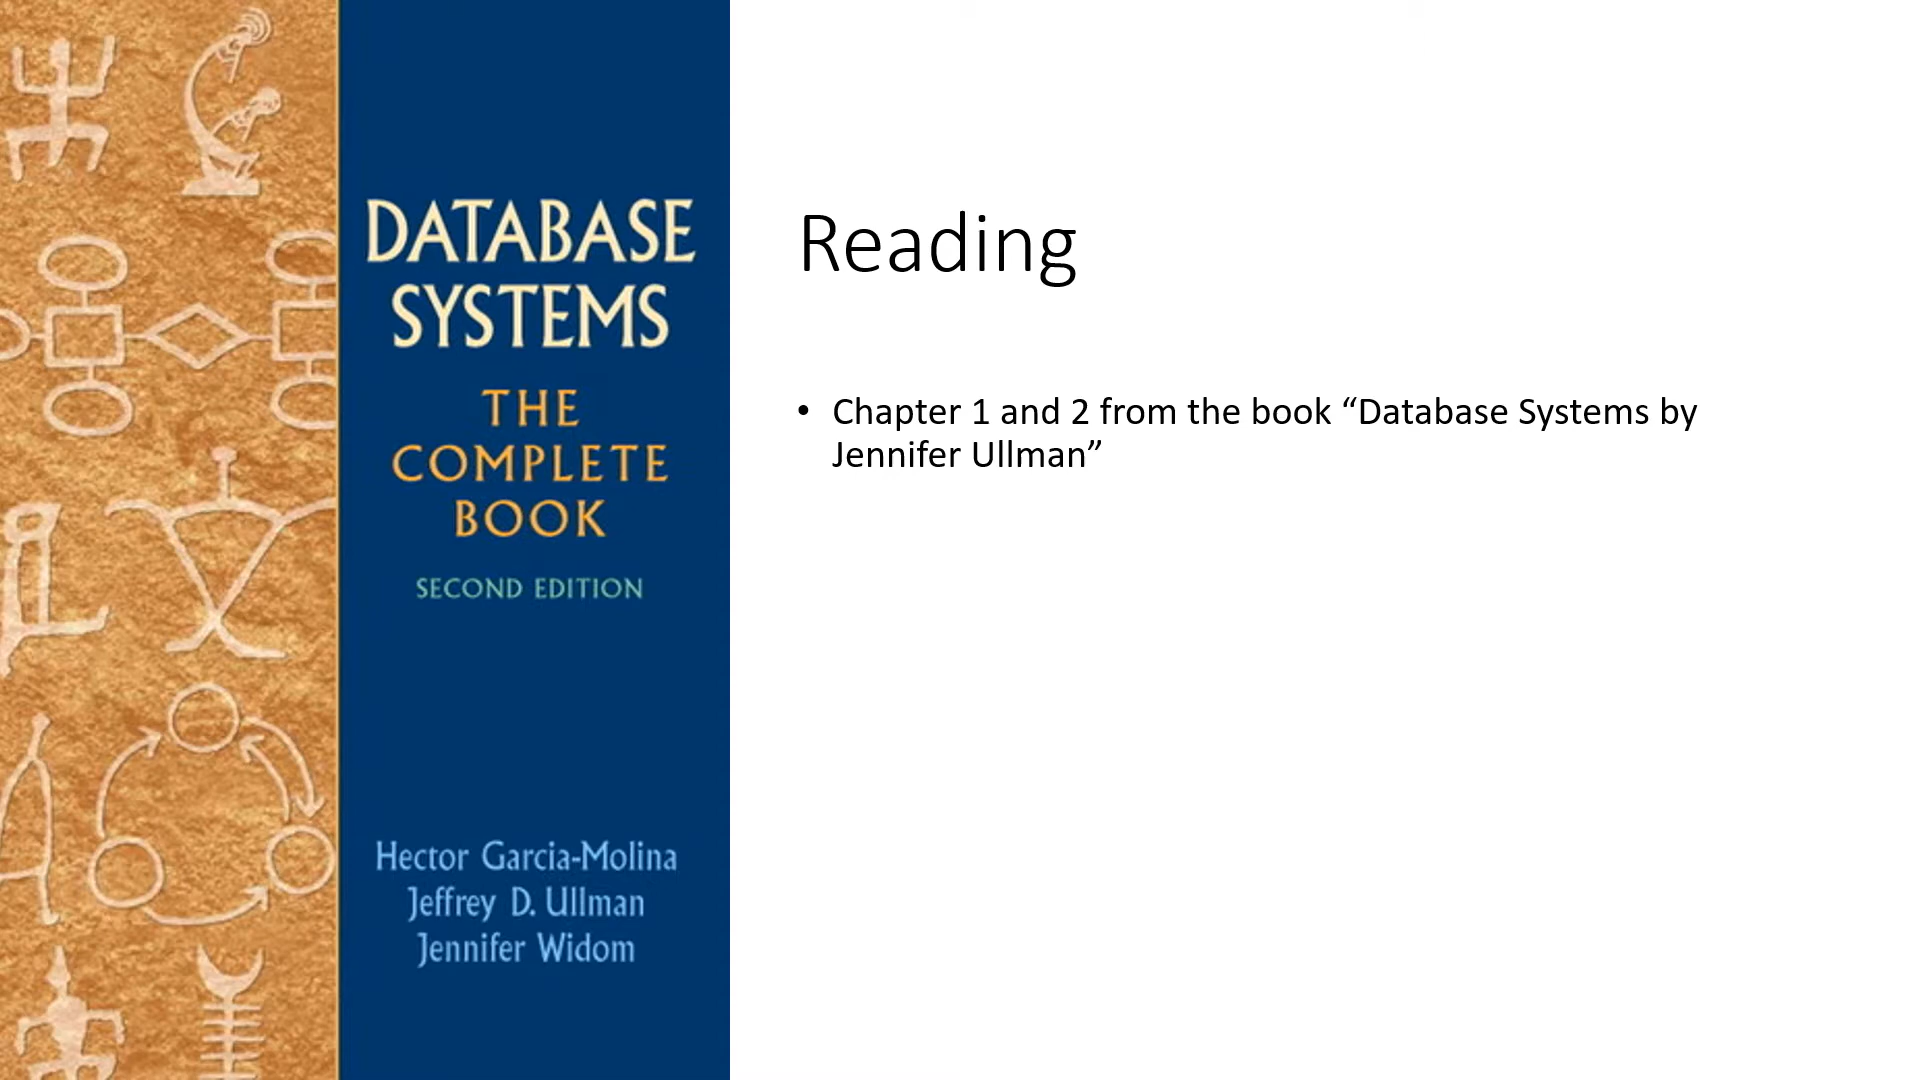 DATABASE
SYSTEMS
THE
COMPLETE
BOOK
SECOND EDITION
Hector Garcia-Molina
Jeffrey D. Ullman
Jennifer Widom
Reading
• Chapter 1 and 2 from the book “Database Systems by
Jennifer Ullman”